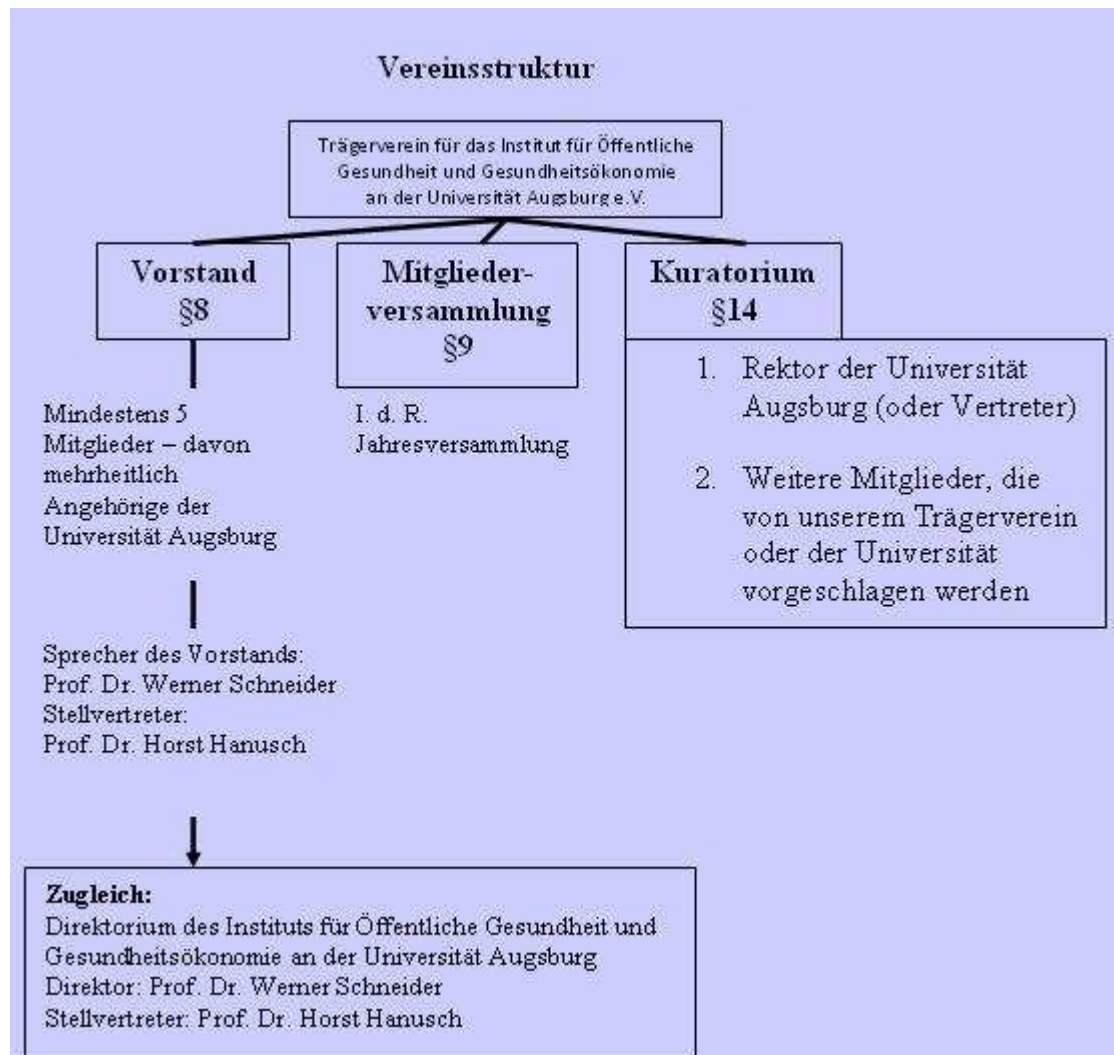 Vereinsstruktur
Trägerverein für das Institut für Öffentliche
Gesundheit und Gesundheitsökonomie
an der Universität Augsburg e.V.
Vorstand
§8
Mindestens 5
Mitglieder – davon
mehrheitlich
Angehörige der
Universität Augsburg
Sprecher des Vorstands:
Prof. Dr. Werner Schneider
Stellvertreter:
Prof. Dr. Horst Hanusch
Mitglieder-
versammlung
§9
I. d. R.
Jahresversammlung
Kuratorium
§14
1. Rektor der Universität
Augsburg (oder Vertreter)
2. Weitere Mitglieder, die
von unserem Trägerverein
oder der Universität
vorgeschlagen werden
Zugleich:
Direktorium des Instituts für Öffentliche Gesundheit und
Gesundheitsökonomie an der Universität Augsburg
Direktor: Prof. Dr. Werner Schneider
Stellvertreter: Prof. Dr. Horst Hanusch